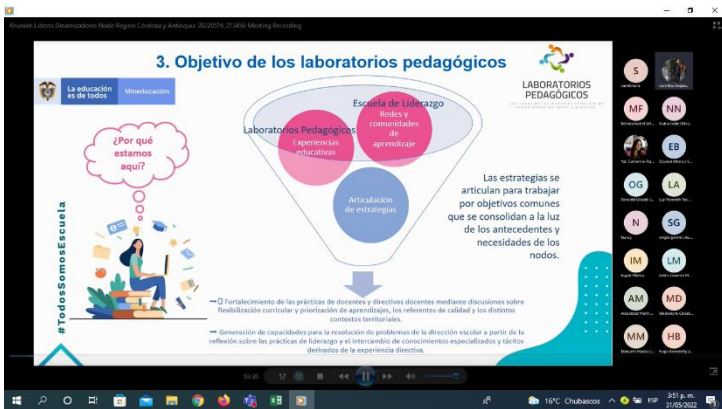 Reunión Líderes Dinamizadores Nodo Región Córdoba y Antioquia-20220516_213456-Meeting Recording
3. Objetivo de los laboratorios pedagógicos
La educación
es de todos
Mineducación
LABORATORIOS
PEDAGÓGICOS
¿Por qué
estamos
aquí?
#TodosSomosEscuela
Escuela de Liderazgo
Redes y
comunidades
de
aprendizaje
Laboratorios Pedagógicos
Experiencias
educativas
Articulación
de estrategias
Las estrategias se
articulan para trabajar
por objetivos comunes
que se consolidan a la luz
de los antecedentes y
necesidades de los
nodos.
Fortalecimiento de las prácticas de docentes y directivos docentes mediante discusiones sobre
flexibilización curricular y priorización de aprendizajes, los referentes de calidad y los distintos
contextos territoriales.
Generación de capacidades para la resolución de problemas de la dirección escolar a partir de la
reflexión sobre las prácticas de liderazgo y el intercambio de conocimientos especializados y tácitos
derivados de la experiencia directiva.
S
MF
NN
EB
OG
LA
N
SG
IM
LM
AM
MD
MM
HB
03:30
16°C Chubascos
ESP
3:51 p. m.
31/05/2022